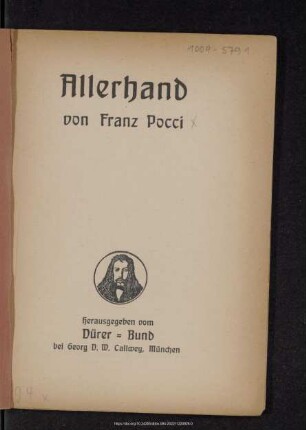 Allerhand
von Franz Pocci
Herausgegeben vom
Dürer = Bund
bei Georg D. W. Callwey, München